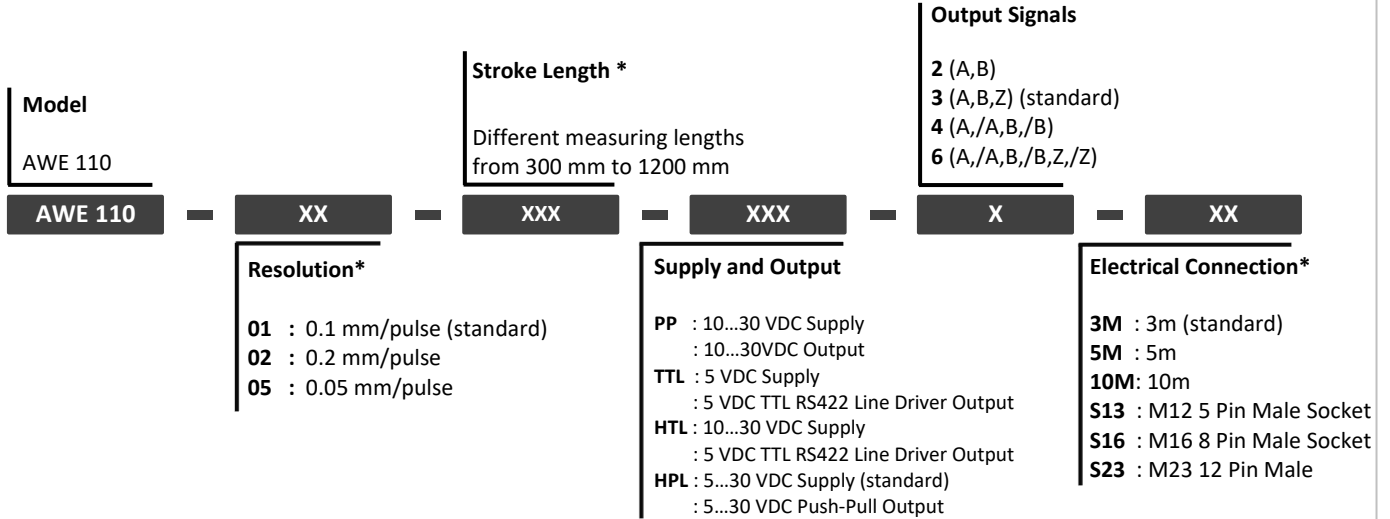 Model
AWE 110
Stroke Length *
Different measuring lengths
from 300 mm to 1200 mm
Output Signals
2 (A,B)
3 (A,B,Z) (standard)
4 (A,/A,B,/B)
6 (A,/A,B,/B,Z,/Z)
AWE 110 – XX – XXX – XXX – X – XX
Resolution*
01 : 0.1 mm/pulse (standard)
02 : 0.2 mm/pulse
05 : 0.05 mm/pulse
Supply and Output
PP : 10...30 VDC Supply
: 10...30VDC Output
TTL : 5 VDC Supply
: 5 VDC TTL RS422 Line Driver Output
HTL : 10...30 VDC Supply
: 5 VDC TTL RS422 Line Driver Output
HPL : 5...30 VDC Supply (standard)
: 5...30 VDC Push-Pull Output
Electrical Connection*
3M : 3m (standard)
5M : 5m
10M: 10m
S13 : M12 5 Pin Male Socket
S16 : M16 8 Pin Male Socket
S23 : M23 12 Pin Male